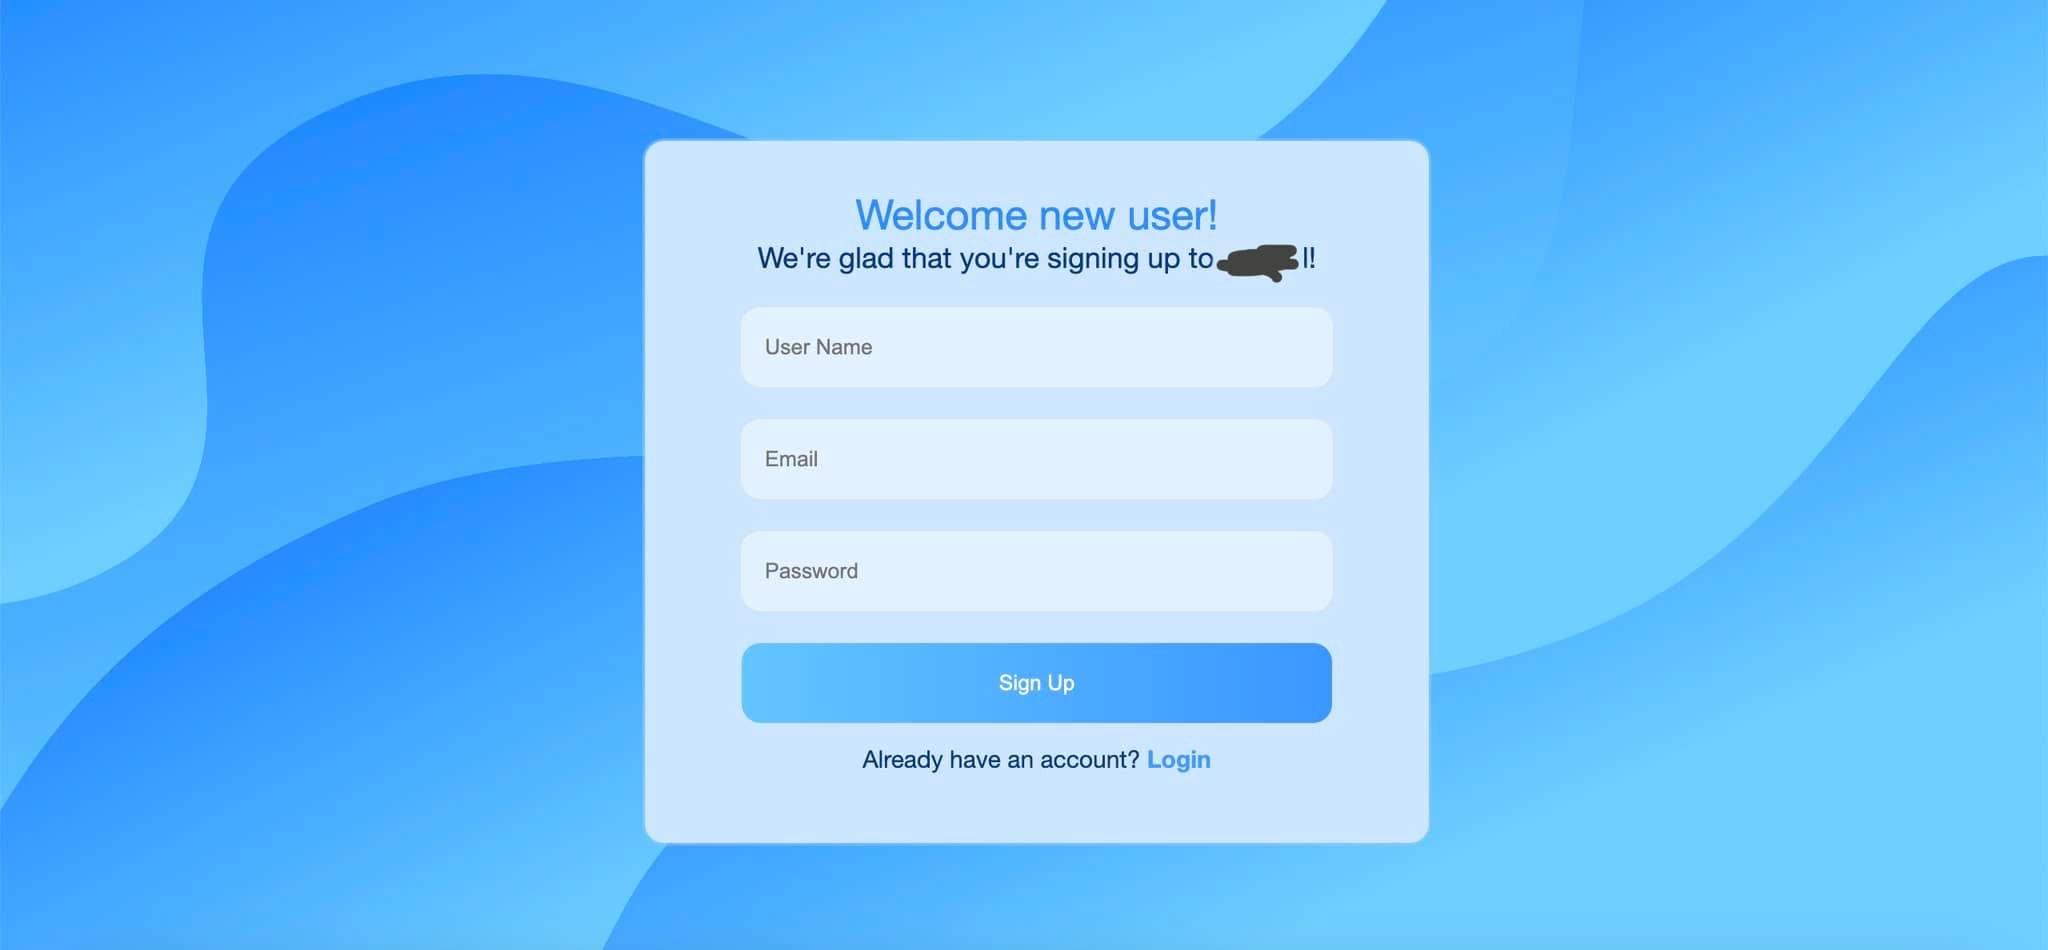 Welcome new user!
We're glad that you're signing up to
User Name
Email
Password
Sign Up
Already have an account? Login